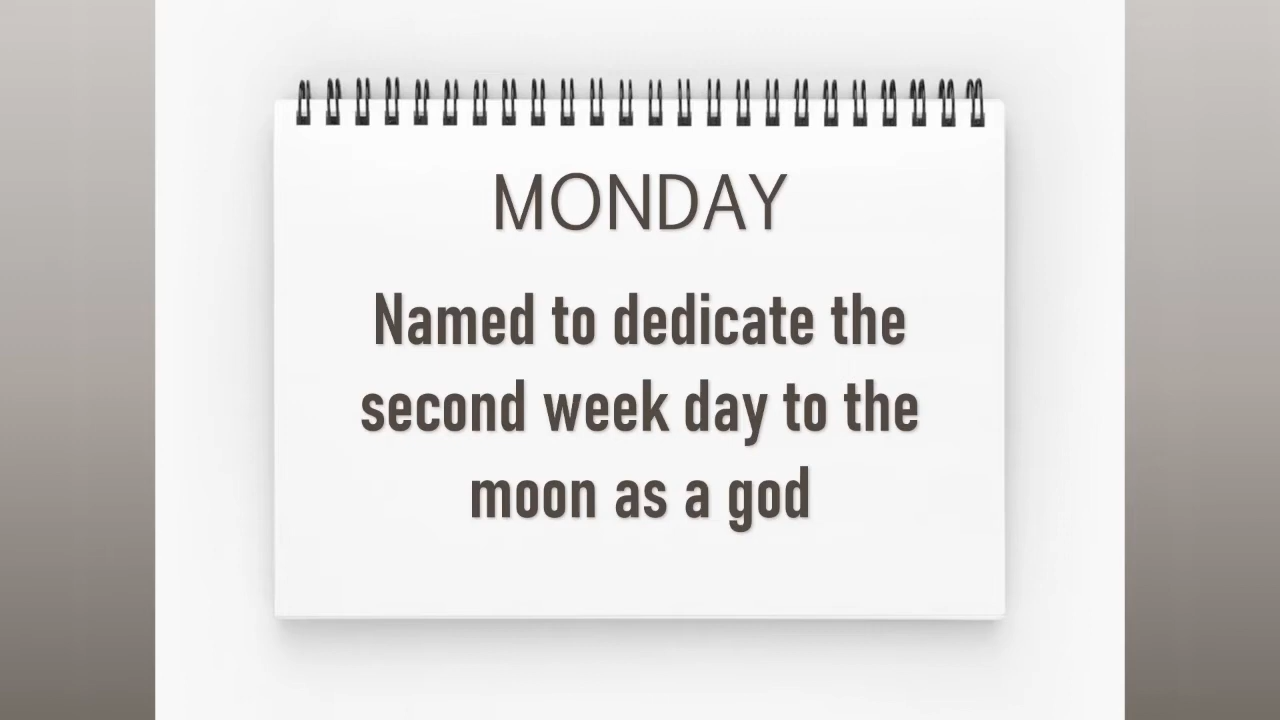 MONDAY
Named to dedicate the
second week day to the
moon as a god